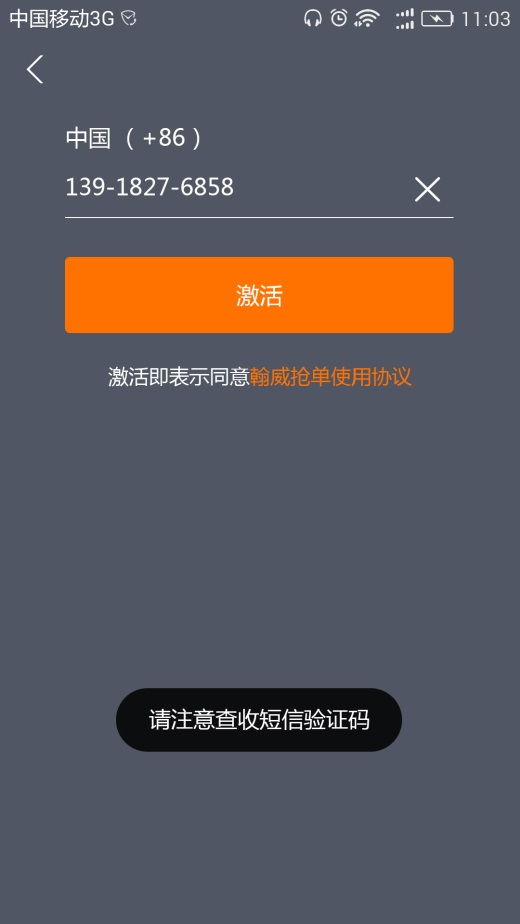 中国移动3G 11:03
中国（+86）
139-1827-6858
激活
激活即表示同意翰威抢单使用协议
请注意查收短信验证码